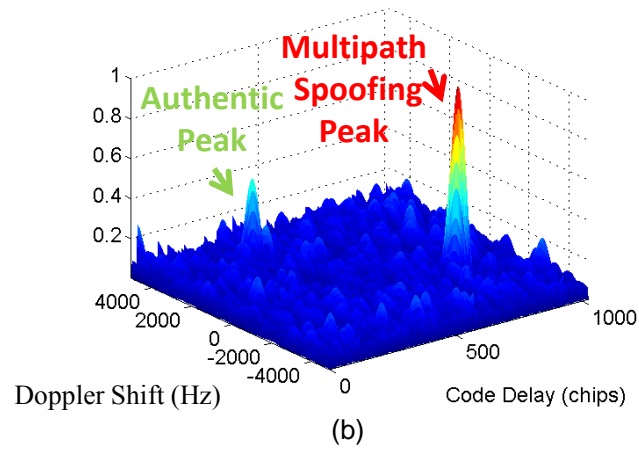 Multipath
Spoofing
Peak
Authentic
Peak
1
0.8
0.6
0.4
0.2
4000
2000
0
-2000
-4000
0
500
1000
Doppler Shift (Hz)
Code Delay (chips)
(b)